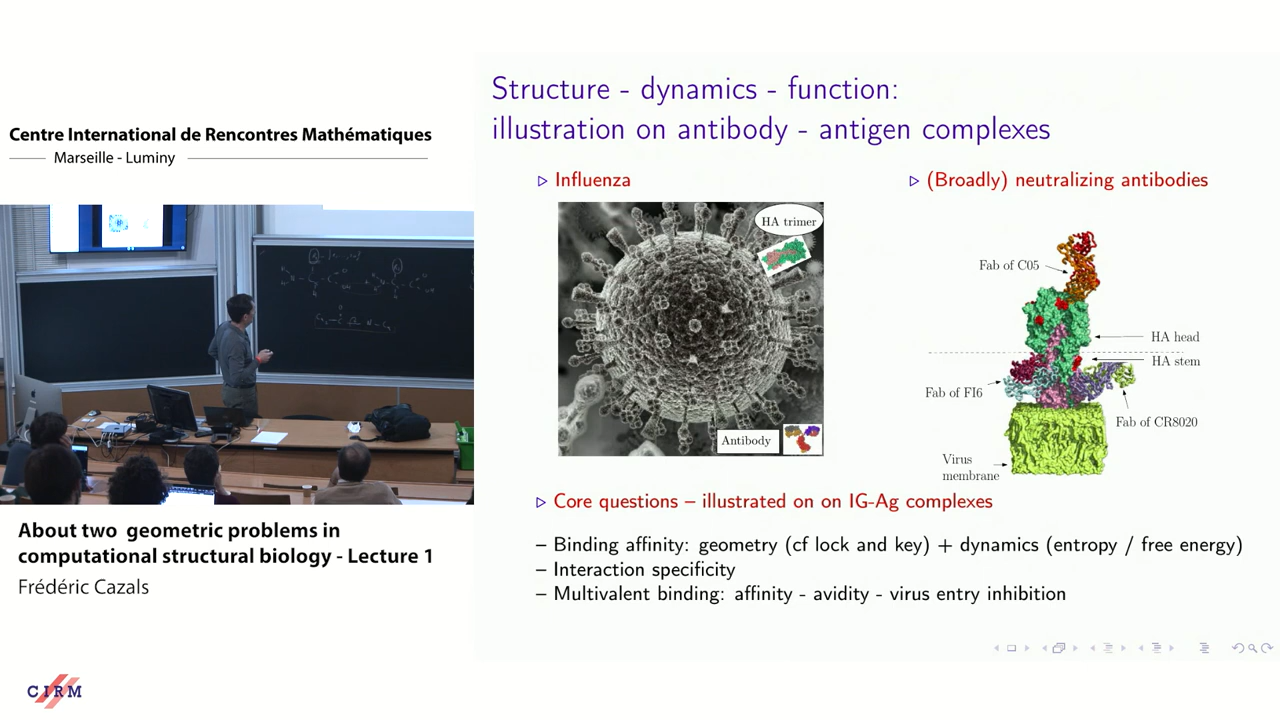 Centre International de Rencontres Mathématiques
Marseille - Luminy
About two geometric problems in
computational structural biology - Lecture 1
Frédéric Cazals
CIRM
Structure - dynamics - function:
illustration on antibody - antigen complexes
Influenza
HA trimer
Antibody
(Broadly) neutralizing antibodies
Fab of C05
HA head
HA stem
Fab of FI6
Fab of CR8020
Virus
membrane
Core questions – illustrated on on IG-Ag complexes
– Binding affinity: geometry (cf lock and key) + dynamics (entropy / free energy)
– Interaction specificity
– Multivalent binding: affinity - avidity - virus entry inhibition